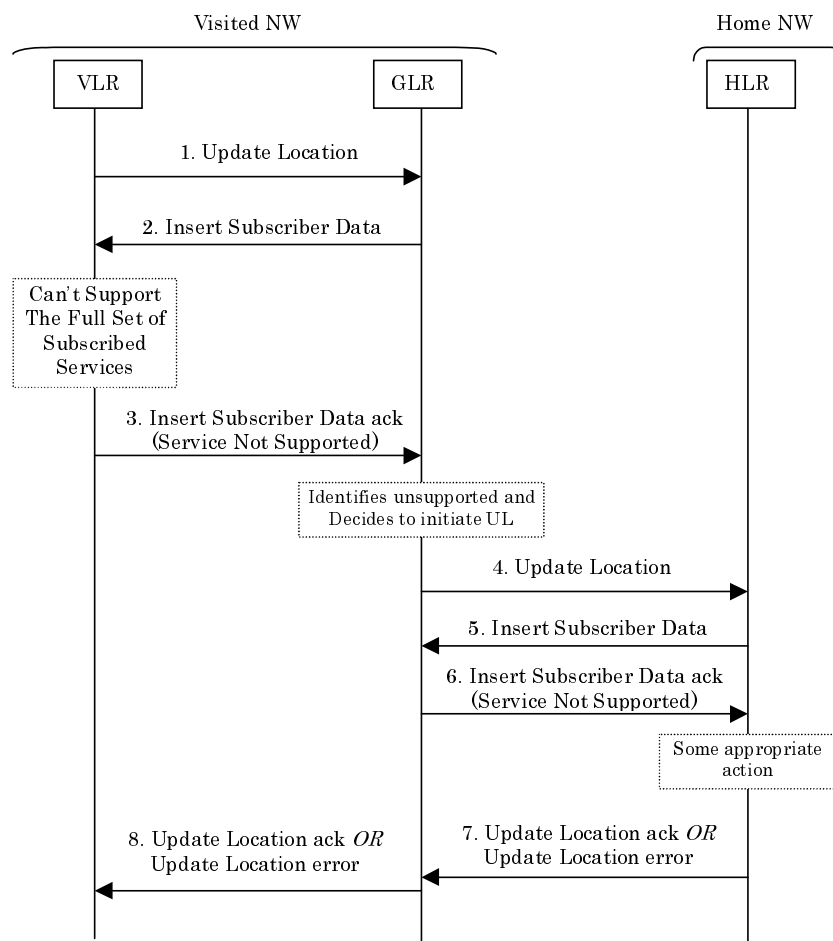 Visited NW
Home NW
VLR
GLR
HLR
1. Update Location
2. Insert Subscriber Data
Can't Support
The Full Set of
Subscribed
Services
3. Insert Subscriber Data ack
(Service Not Supported)
Identifies unsupported and
Decides to initiate UL
4. Update Location
5. Insert Subscriber Data
6. Insert Subscriber Data ack
(Service Not Supported)
Some appropriate
action
7. Update Location ack OR
Update Location error
8. Update Location ack OR
Update Location error